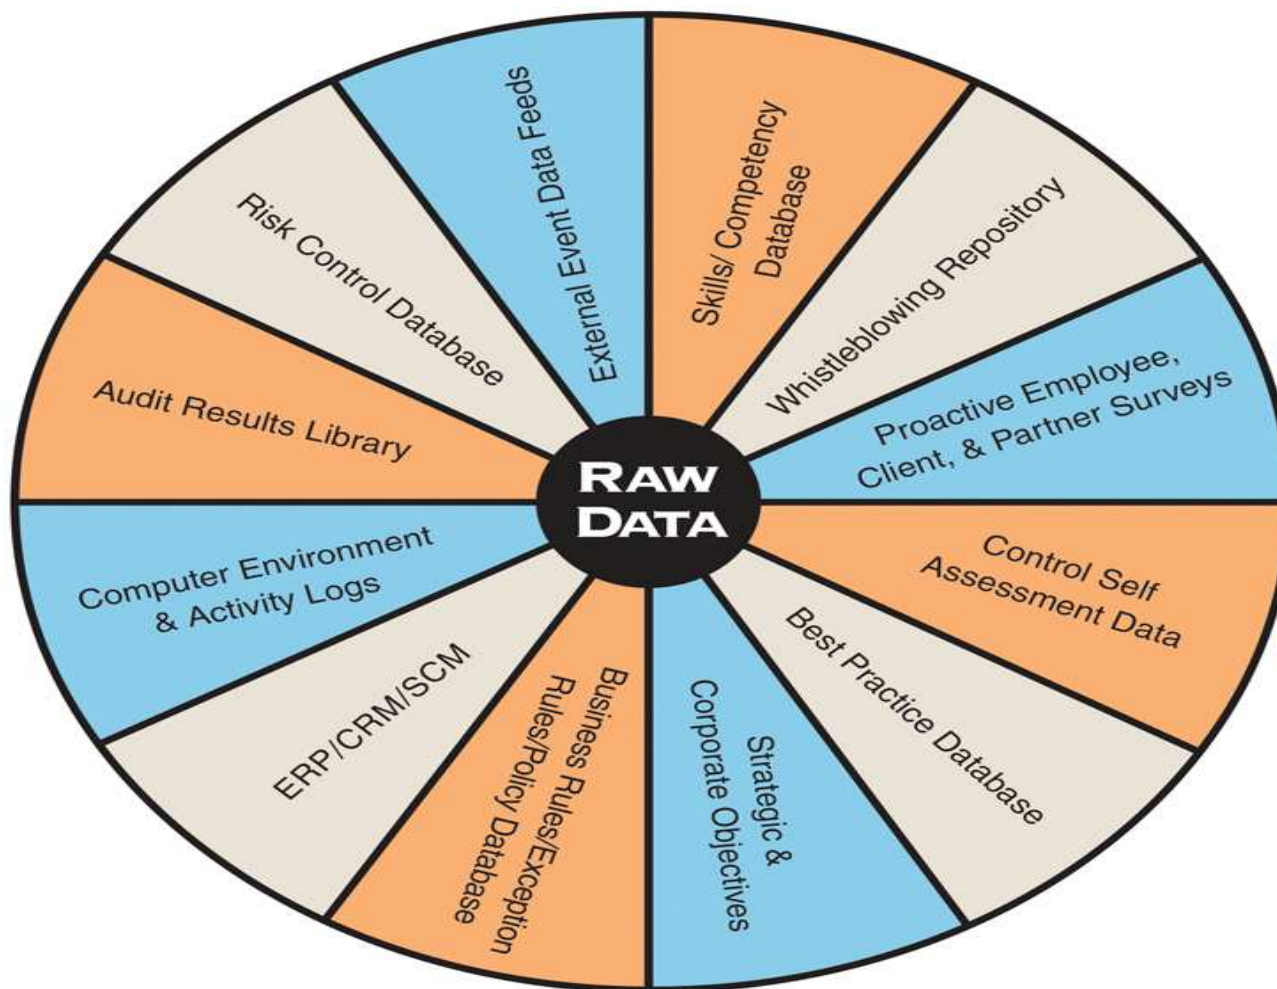 External Event Data Feeds
Skills/ Competency
Database
Whistleblowing Repository
Proactive Employee,
Client, & Partner Surveys
Control Self
Assessment Data
Best Practice Database
Strategic &
Corporate Objectives
Business Rules/Exception
Rules/Policy Database
ERP/CRM/SCM
Computer Environment
& Activity Logs
Audit Results Library
Risk Control Database
RAW
DATA